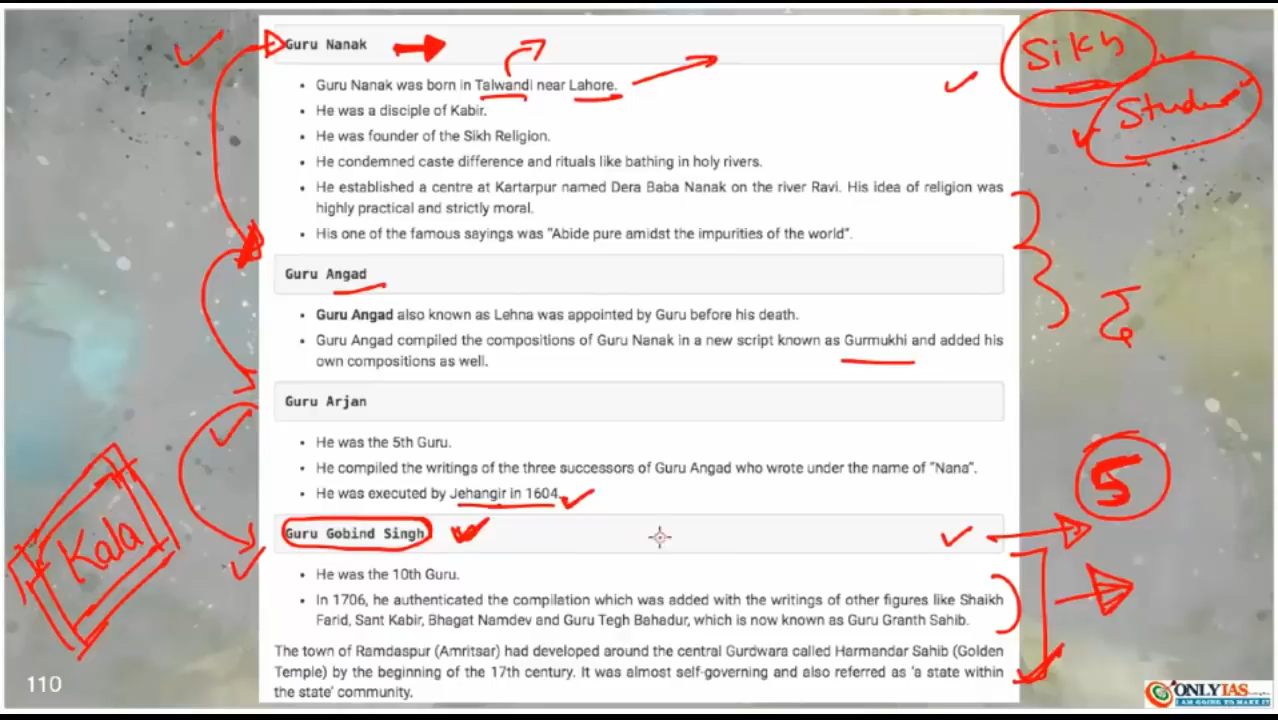 Guru Nanak
Sikh
• Guru Nanak was born in Talwandi near Lahore.
• He was a disciple of Kabir.
• He was founder of the Sikh Religion.
• He condemned caste difference and rituals like bathing in holy rivers.
• He established a centre at Kartarpur named Dera Baba Nanak on the river Ravi. His idea of religion was
highly practical and strictly moral.
• His one of the famous sayings was "Abide pure amidst the impurities of the world".
Guru Angad
• Guru Angad also known as Lehna was appointed by Guru before his death.
• Guru Angad compiled the compositions of Guru Nanak in a new script known as Gurmukhi and added his
own compositions as well.
Guru Arjan
• He was the 5th Guru.
• He compiled the writings of the three successors of Guru Angad who wrote under the name of "Nana".
• He was executed by Jehangir in 1604.
5
Guru Gobind Singh
Kala
• He was the 10th Guru.
• In 1706, he authenticated the compilation which was added with the writings of other figures like Shaikh
Farid, Sant Kabir, Bhagat Namdev and Guru Tegh Bahadur, which is now known as Guru Granth Sahib.
The town of Ramdaspur (Amritsar) had developed around the central Gurdwara called Harmandar Sahib (Golden
Temple) by the beginning of the 17th century. It was almost self-governing and also referred as 'a state within
the state' community.
110
ONLYIAS
I AM GOING TO MAKE IT